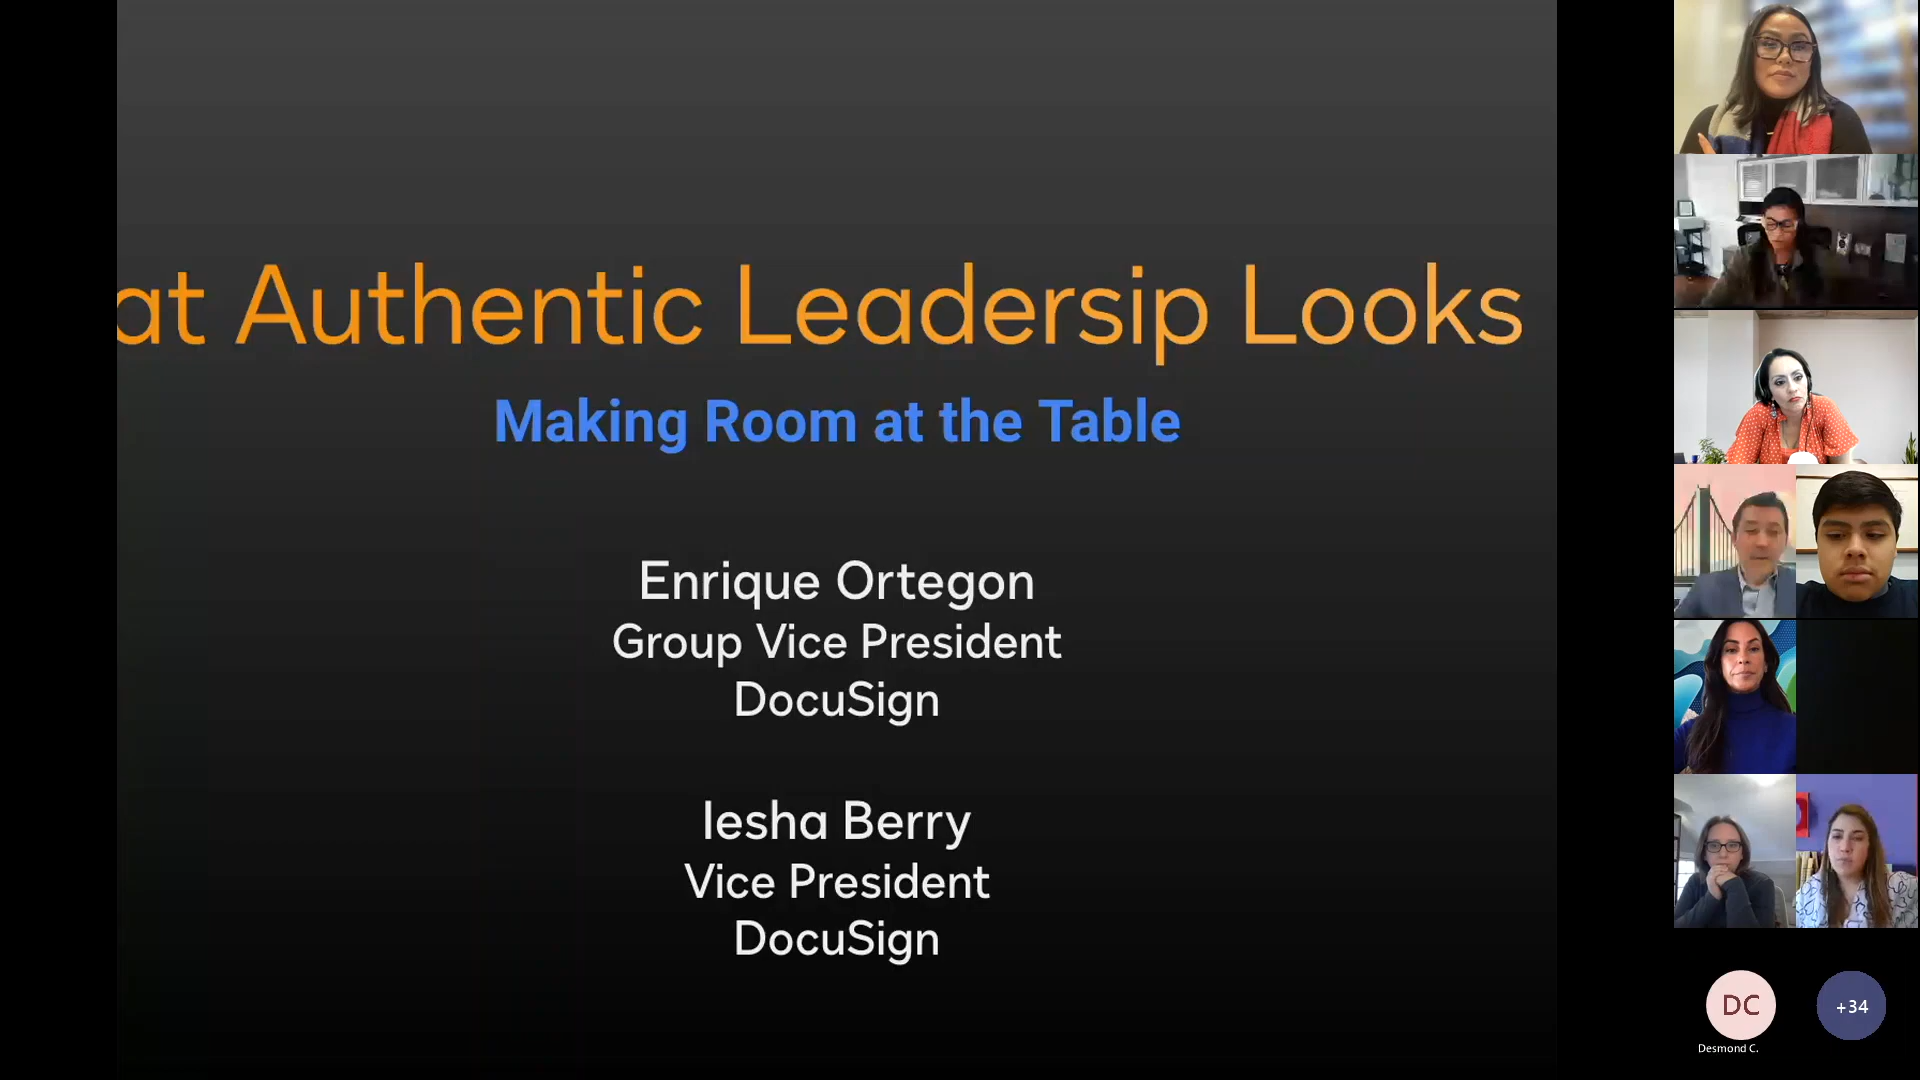 at Authentic Leadersip Looks
Making Room at the Table
Enrique Ortegon
Group Vice President
DocuSign
Iesha Berry
Vice President
DocuSign
DC
+34
Desmond C.